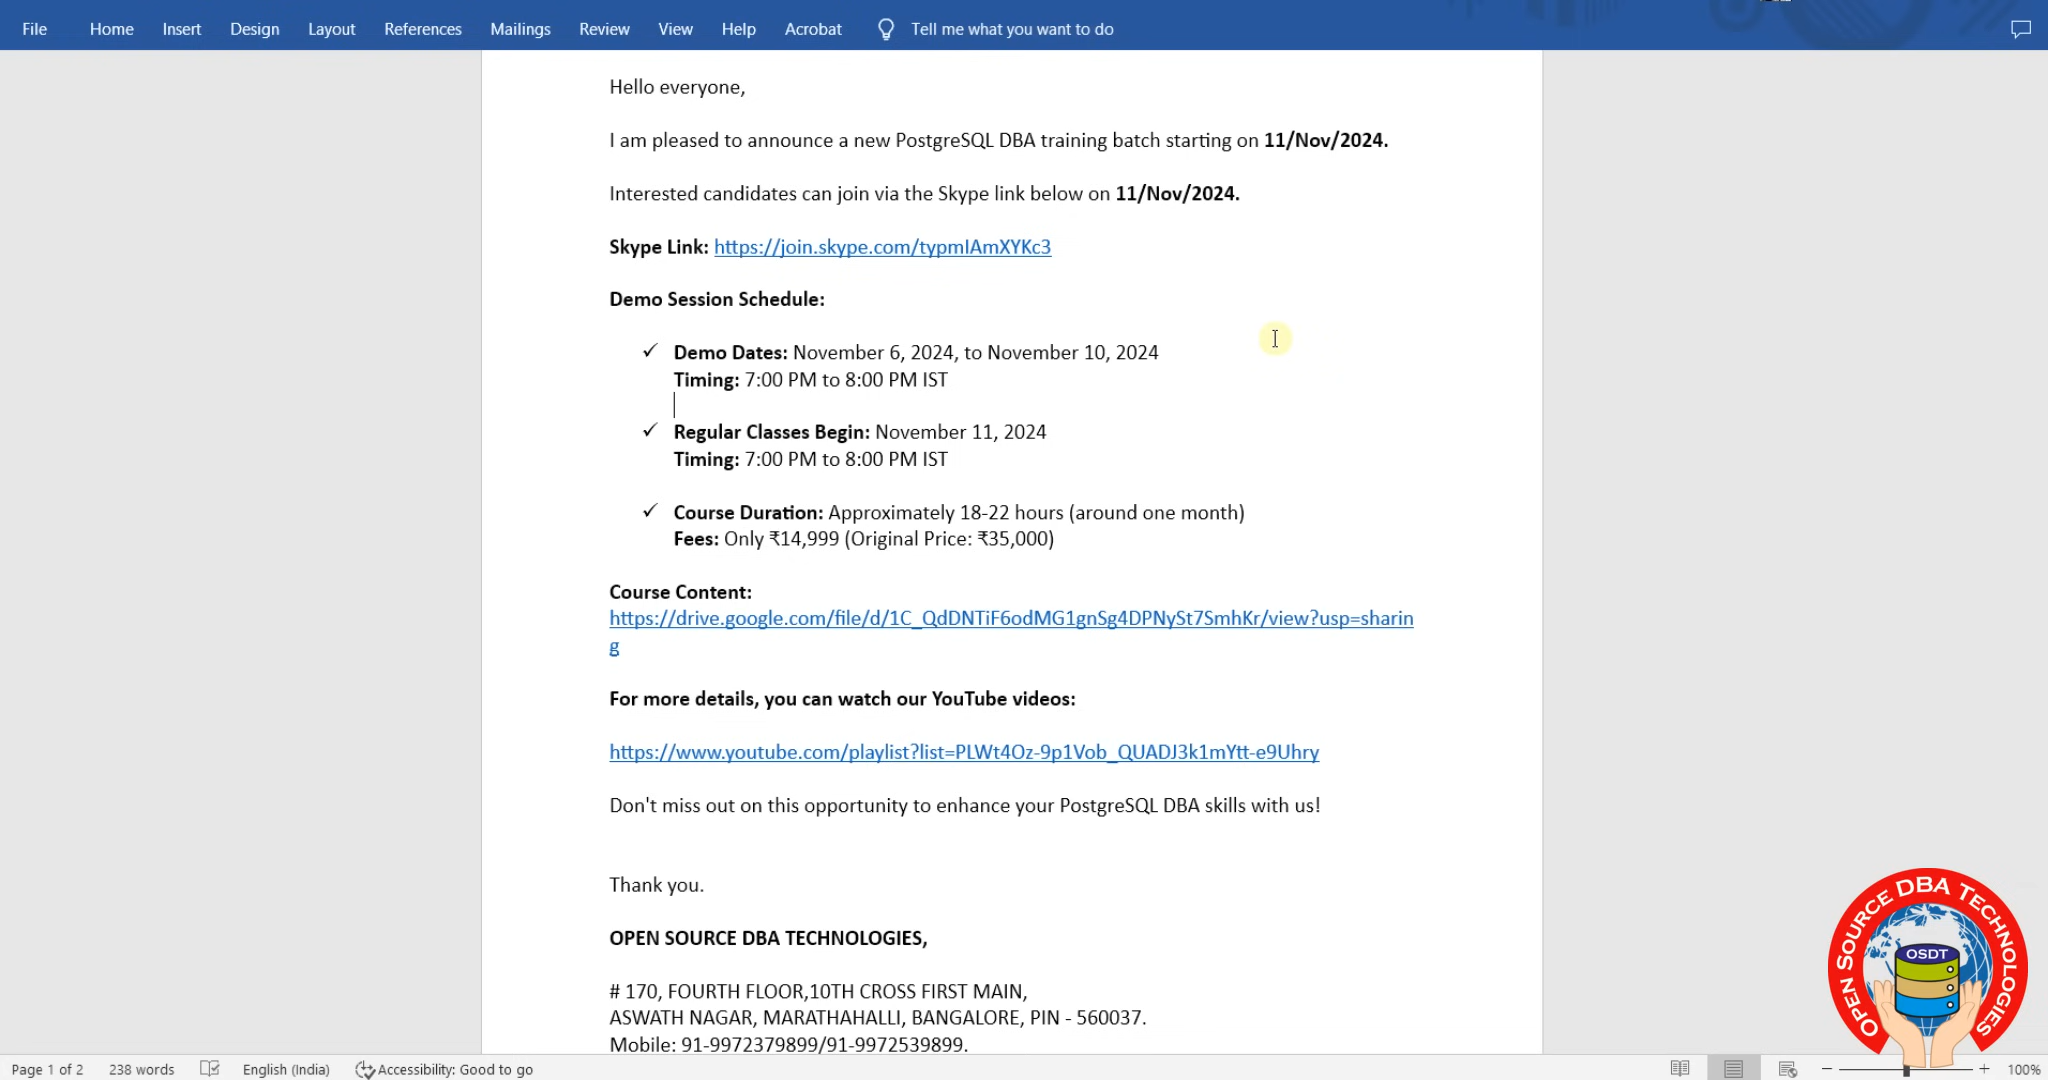 File Home Insert Design Layout References Mailings Review View Help Acrobat Tell me what you want to do
Hello everyone,
I am pleased to announce a new PostgreSQL DBA training batch starting on 11/Nov/2024.
Interested candidates can join via the Skype link below on 11/Nov/2024.
Skype Link: https://join.skype.com/typmIAmXYKc3
Demo Session Schedule:
✓ Demo Dates: November 6, 2024, to November 10, 2024
Timing: 7:00 PM to 8:00 PM IST
✓ Regular Classes Begin: November 11, 2024
Timing: 7:00 PM to 8:00 PM IST
✓ Course Duration: Approximately 18-22 hours (around one month)
Fees: Only ₹14,999 (Original Price: ₹35,000)
Course Content:
https://drive.google.com/file/d/1C_QdDNTiF6odMG1gnSg4DPNySt7SmhKr/view?usp=sharin
g
For more details, you can watch our YouTube videos:
https://www.youtube.com/playlist?list=PLWt4Oz-9p1Vob_QUADJ3k1mYtt-e9Uhry
Don't miss out on this opportunity to enhance your PostgreSQL DBA skills with us!
Thank you.
OPEN SOURCE DBA TECHNOLOGIES,
# 170, FOURTH FLOOR,10TH CROSS FIRST MAIN,
ASWATH NAGAR, MARATHAHALLI, BANGALORE, PIN - 560037.
Mobile: 91-9972379899/91-9972539899.
OPEN SOURCE DBA TECHNOLOGIES
OSDT
Page 1 of 2 238 words English (India) Accessibility: Good to go 100%